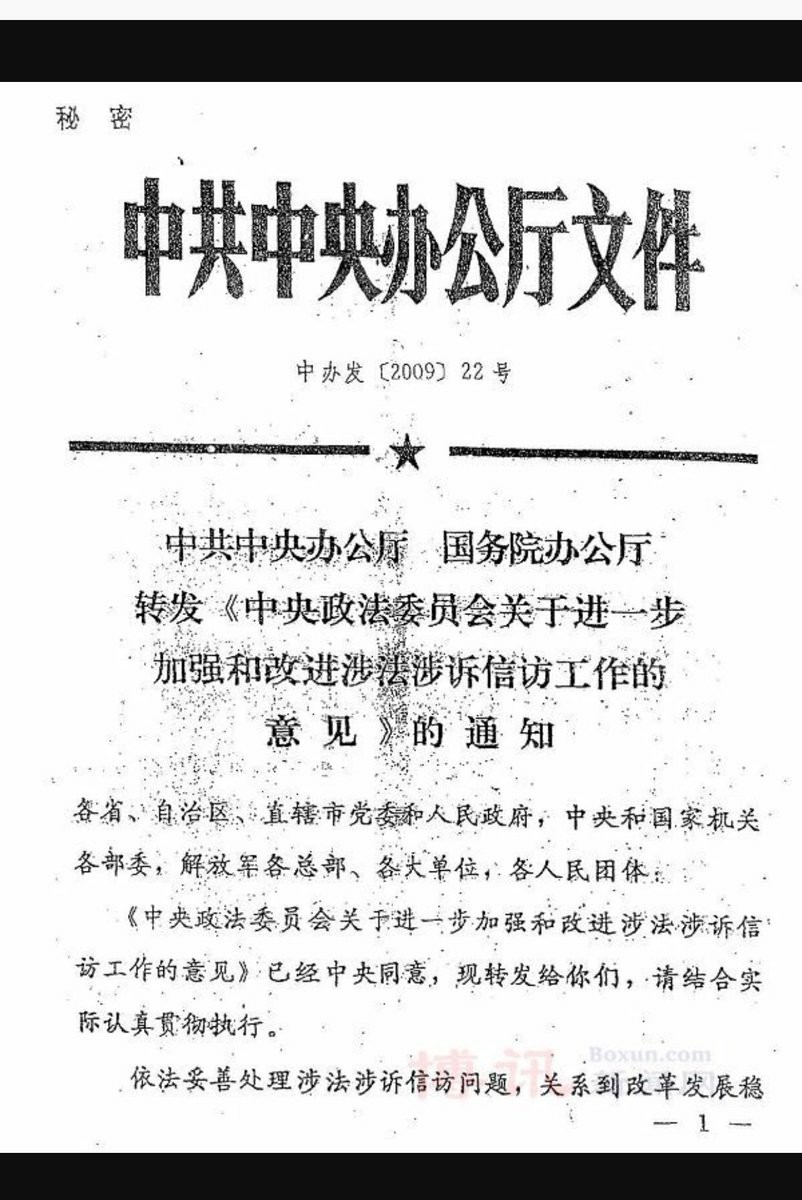 秘 密
中共中央办公厅文件
中办发〔2009〕22号
中共中央办公厅 国务院办公厅
转发《中央政法委员会关于进一步
加强和改进涉法涉诉信访工作的
意见》的通知
各省、自治区、直辖市党委和人民政府，中央和国家机关
各部委，解放军各总部、各大单位，各人民团体：
《中央政法委员会关于进一步加强和改进涉法涉诉信
访工作的意见》已经中央同意，现转发给你们，请结合实
际认真贯彻执行。
博讯 Boxun.com
新闻网
依法妥善处理涉法涉诉信访问题，关系到改革发展稳
— 1 —